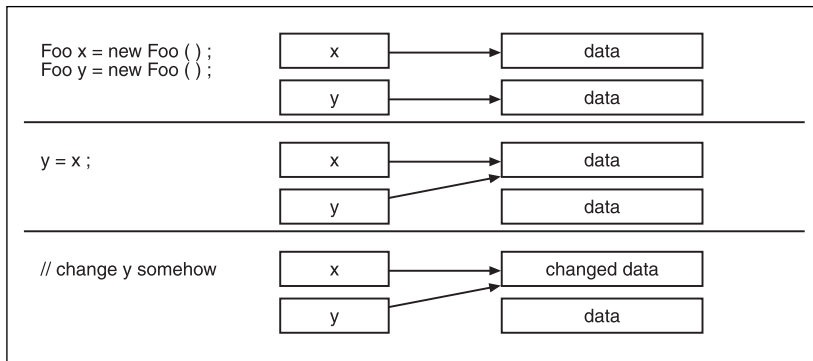 Foo x = new Foo ( ) ;
Foo y = new Foo ( ) ;
x
data
y
data
y = x ;
x
data
y
data
// change y somehow
x
changed data
y
data